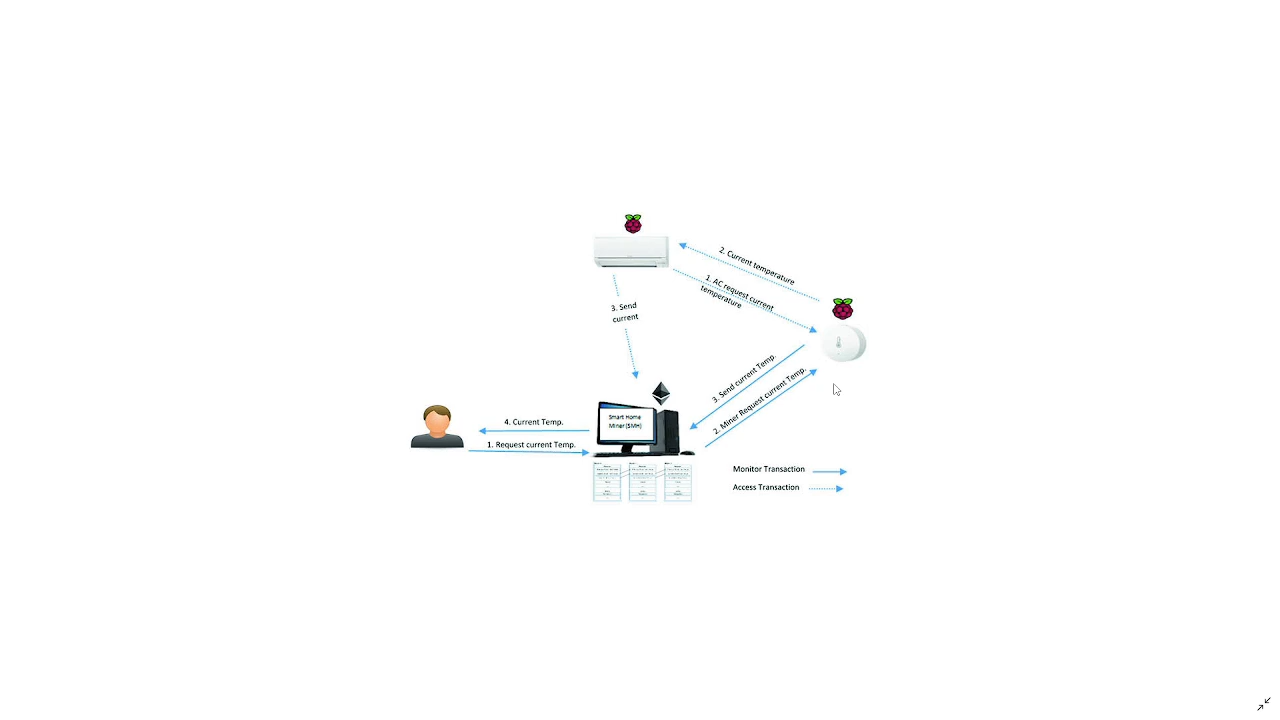 2. Current temperature
1. AC request current
temperature
3. Send
current
3. Send current Temp.
2. Miner Request current Temp.
Smart Home
Miner(SMH)
4. Current Temp.
1. Request current Temp.
Monitor Transaction
Access Transaction